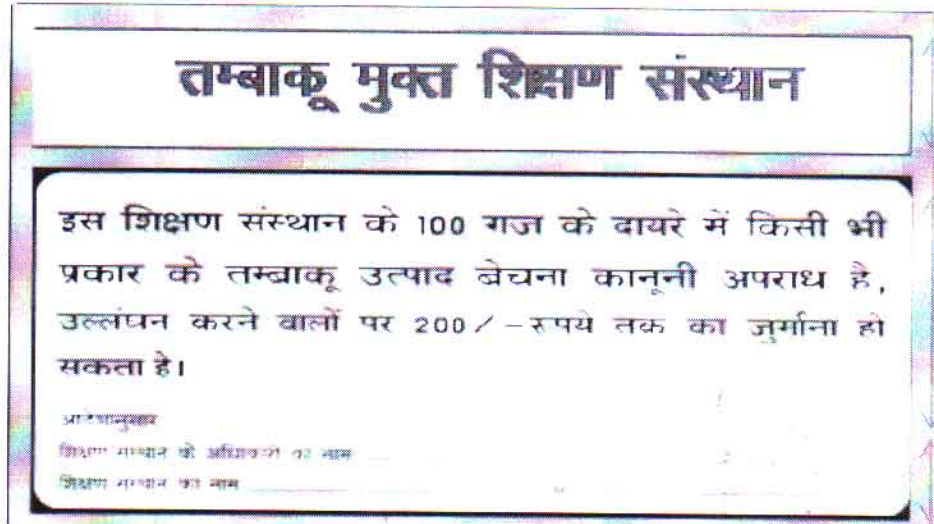 तम्बाकू मुक्त शिक्षण संस्थान
इस शिक्षण संस्थान के 100 गज के दायरे में किसी भी
प्रकार के तम्बाकू उत्पाद बेचना कानूनी अपराध है,
उल्लंघन करने वालों पर 200/-रुपये तक का जुर्माना हो
सकता है।
आदेशानुसार
शिक्षण संस्थान के अधिकारी का नाम
शिक्षण संस्थान का नाम